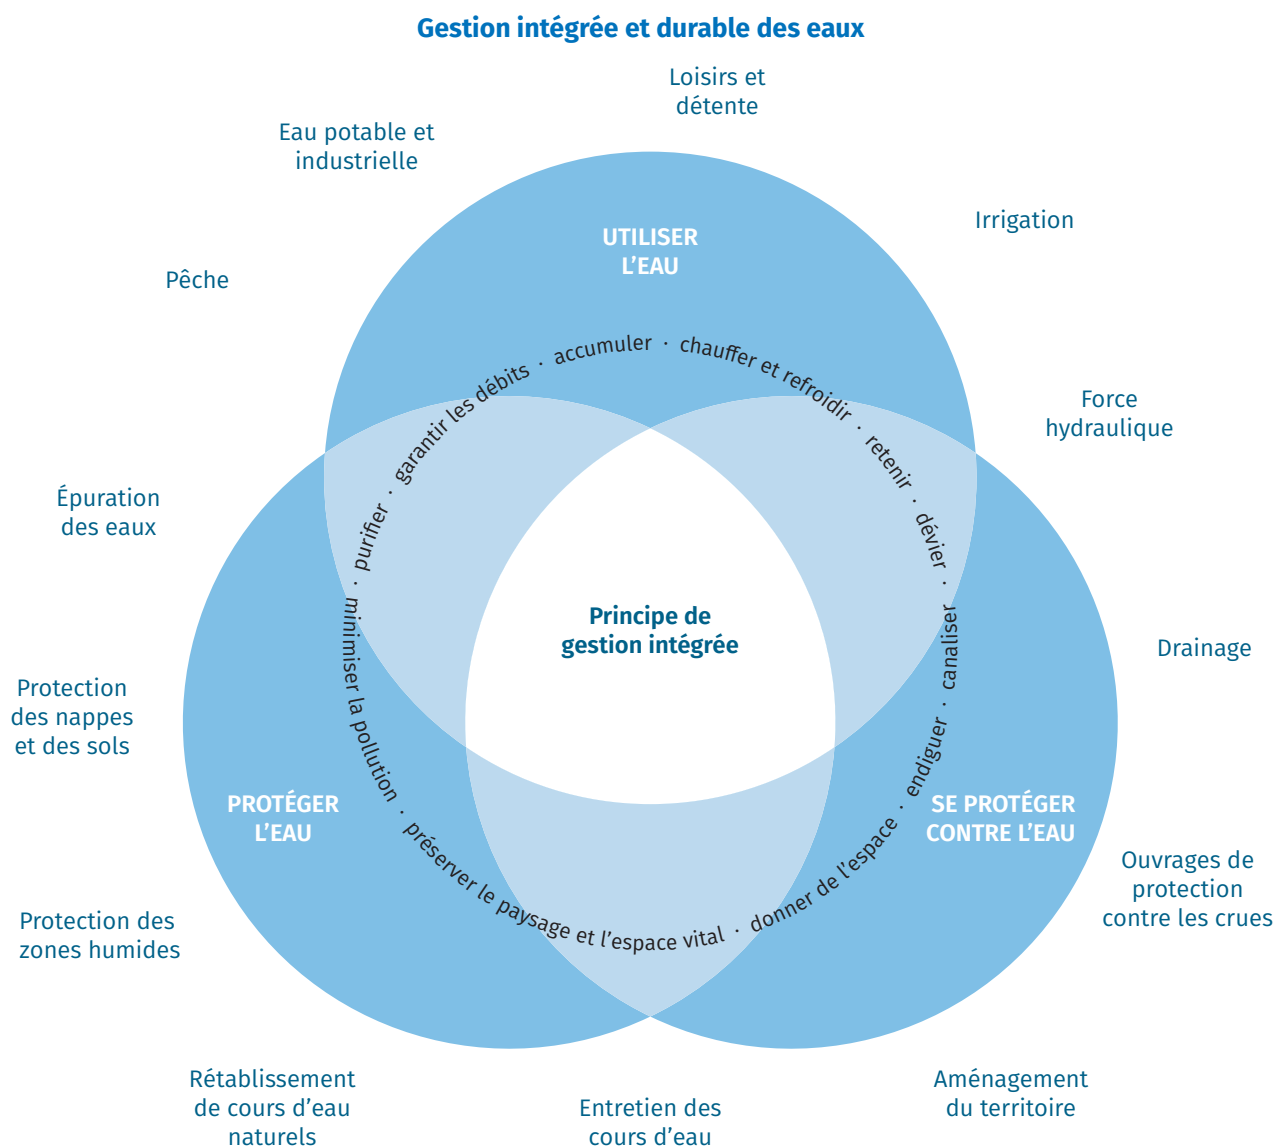 Gestion intégrée et durable des eaux
Loisirs et
détente
Eau potable et
industrielle
Irrigation
Pêche
UTILISER
L’EAU
Force
hydraulique
Épuration
des eaux
minimiser la pollution · purifier · garantir les débits · accumuler · chauffer et refroidir · retenir · dévier · canaliser · endiguer · donner de l’espace · préserver le paysage et l’espace vital ·
Principe de
gestion intégrée
Drainage
Protection
des nappes
et des sols
PROTÉGER
L’EAU
SE PROTÉGER
CONTRE L’EAU
Ouvrages de
protection
contre les crues
Protection des
zones humides
Rétablissement
de cours d’eau
naturels
Entretien des
cours d’eau
Aménagement
du territoire